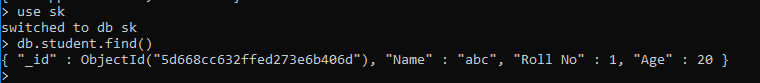 > use sk
switched to db sk
> db.student.find()
{ "_id" : ObjectId("5d668cc632ffed273e6b406d"), "Name" : "abc", "Roll No" : 1, "Age" : 20 }
>